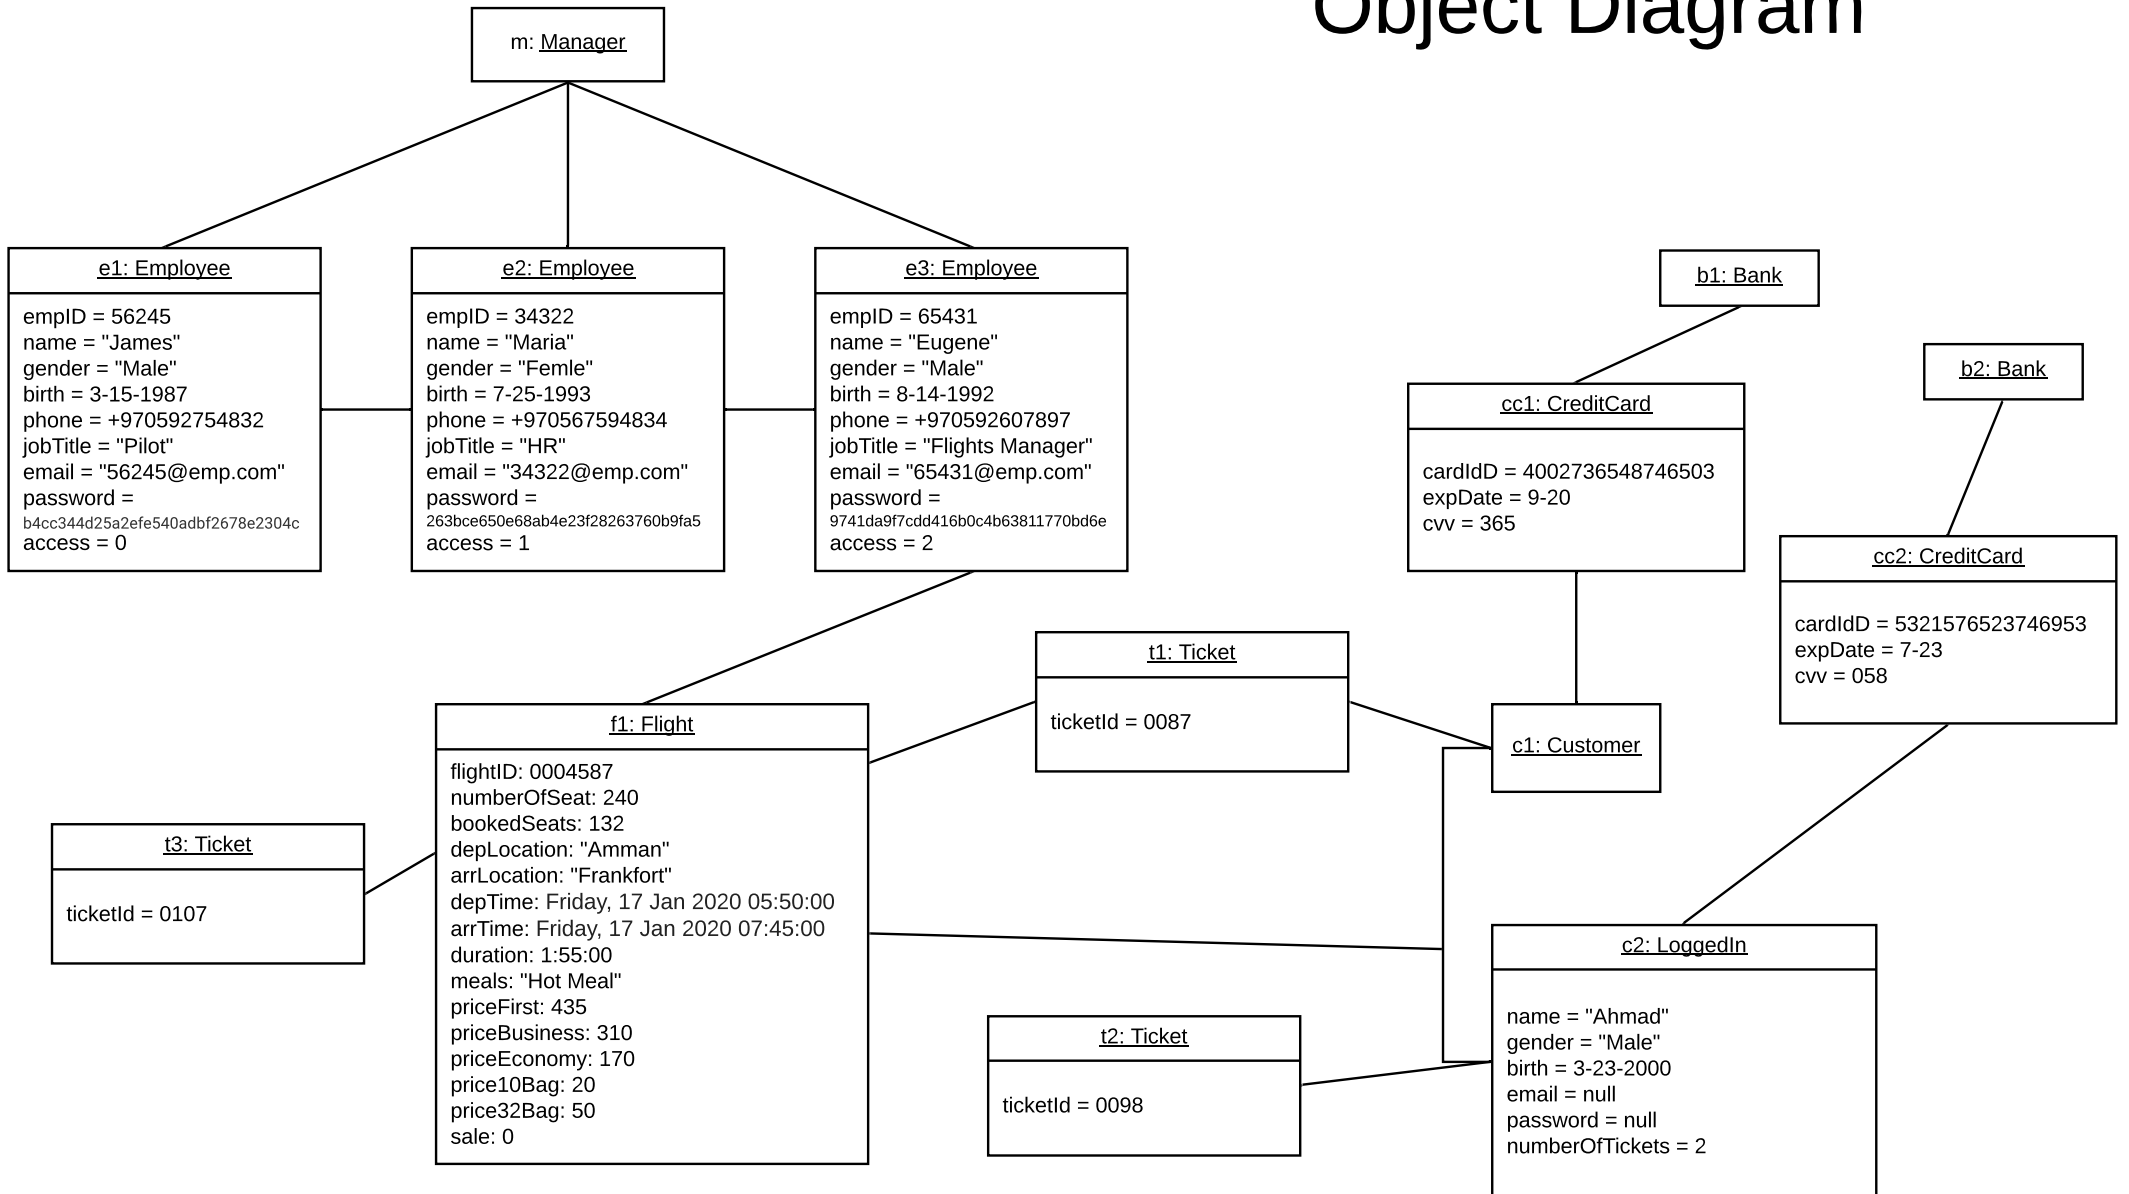 Object Diagram
m: Manager
e1: Employee
empID = 56245
name = "James"
gender = "Male"
birth = 3-15-1987
phone = +970592754832
jobTitle = "Pilot"
email = "56245@emp.com"
password =
b4cc344d25a2efe540adbf2678e2304c
access = 0
e2: Employee
empID = 34322
name = "Maria"
gender = "Femle"
birth = 7-25-1993
phone = +970567594834
jobTitle = "HR"
email = "34322@emp.com"
password =
263bce650e68ab4e23f28263760b9fa5
access = 1
e3: Employee
empID = 65431
name = "Eugene"
gender = "Male"
birth = 8-14-1992
phone = +970592607897
jobTitle = "Flights Manager"
email = "65431@emp.com"
password =
9741da9f7cdd416b0c4b63811770bd6e
access = 2
b1: Bank
b2: Bank
cc1: CreditCard
cardIdD = 4002736548746503
expDate = 9-20
cvv = 365
cc2: CreditCard
cardIdD = 5321576523746953
expDate = 7-23
cvv = 058
t1: Ticket
ticketId = 0087
c1: Customer
f1: Flight
flightID: 0004587
numberOfSeat: 240
bookedSeats: 132
depLocation: "Amman"
arrLocation: "Frankfort"
depTime: Friday, 17 Jan 2020 05:50:00
arrTime: Friday, 17 Jan 2020 07:45:00
duration: 1:55:00
meals: "Hot Meal"
priceFirst: 435
priceBusiness: 310
priceEconomy: 170
price10Bag: 20
price32Bag: 50
sale: 0
t3: Ticket
ticketId = 0107
t2: Ticket
ticketId = 0098
c2: LoggedIn
name = "Ahmad"
gender = "Male"
birth = 3-23-2000
email = null
password = null
numberOfTickets = 2